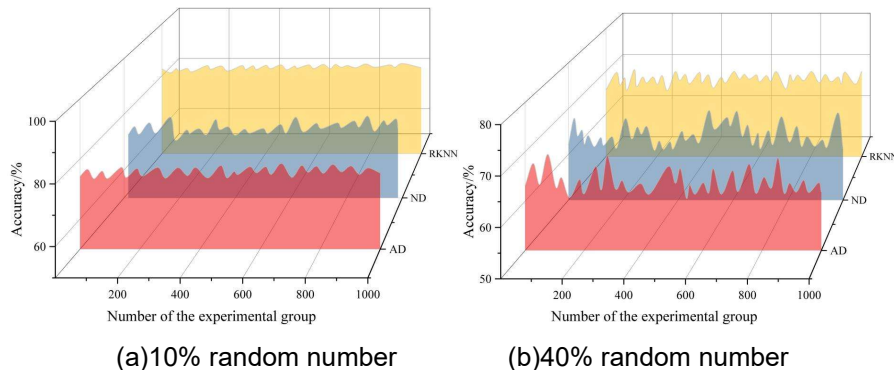 100
80
60
Accuracy/%
200
400
600
800
1000
Number of the experimental group
AD
ND
RKNN
(a)10% random number
80
70
60
50
Accuracy/%
200
400
600
800
1000
Number of the experimental group
AD
ND
RKNN
(b)40% random number